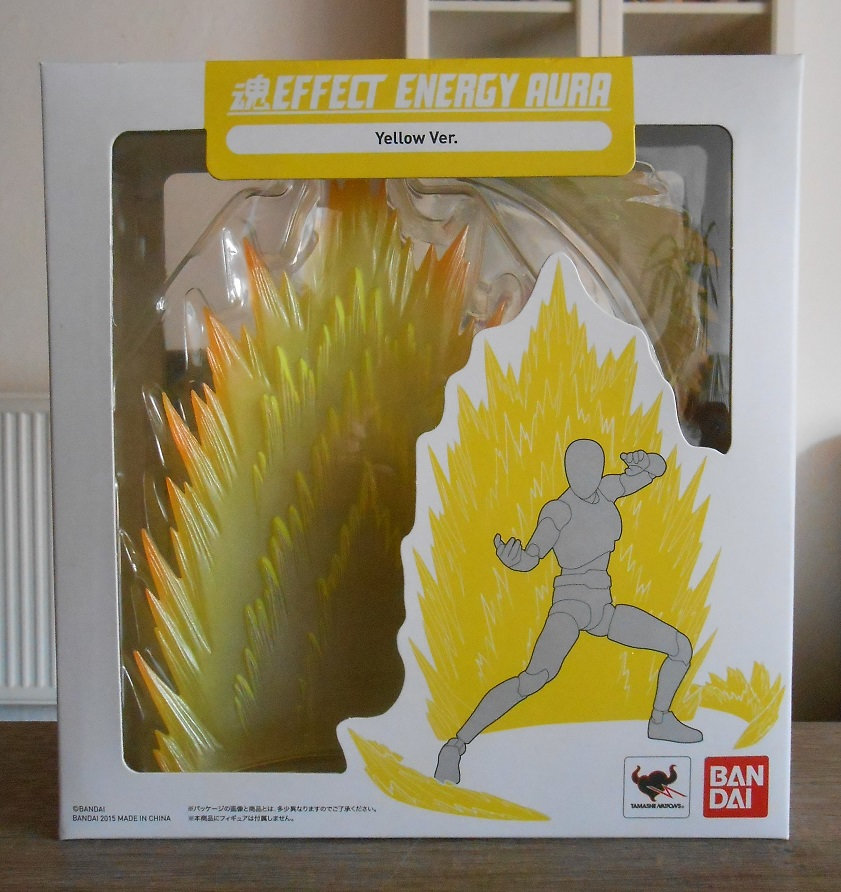 魂EFFECT ENERGY AURA
Yellow Ver.
©BANDAI
BANDAI 2015 MADE IN CHINA
※パッケージの画像と商品とは、多少異なりますのでご了承ください。
※本商品にフィギュアは付属しません。
TAMASHII NATIONS®
BAN
DAI